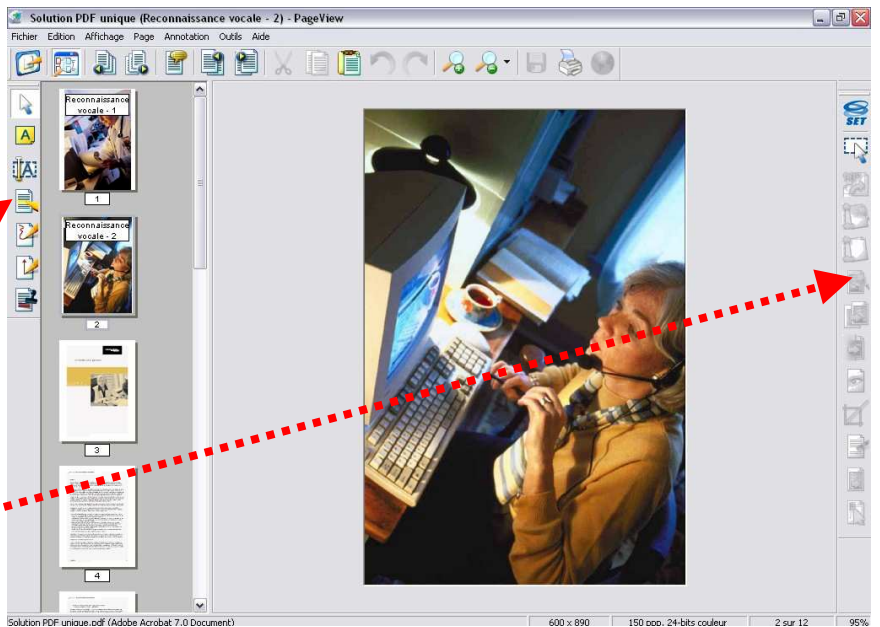 Solution PDF unique (Reconnaissance vocale - 2) - PageView
Fichier Edition Affichage Page Annotation Outils Aide
SET
Reconnaissance
vocale - 1
1
Reconnaissance
vocale - 2
2
3
4
Solution PDF unique.pdf (Adobe Acrobat 7.0 Document) 600 x 890 150 ppp, 24-bits couleur 2 sur 12 95%